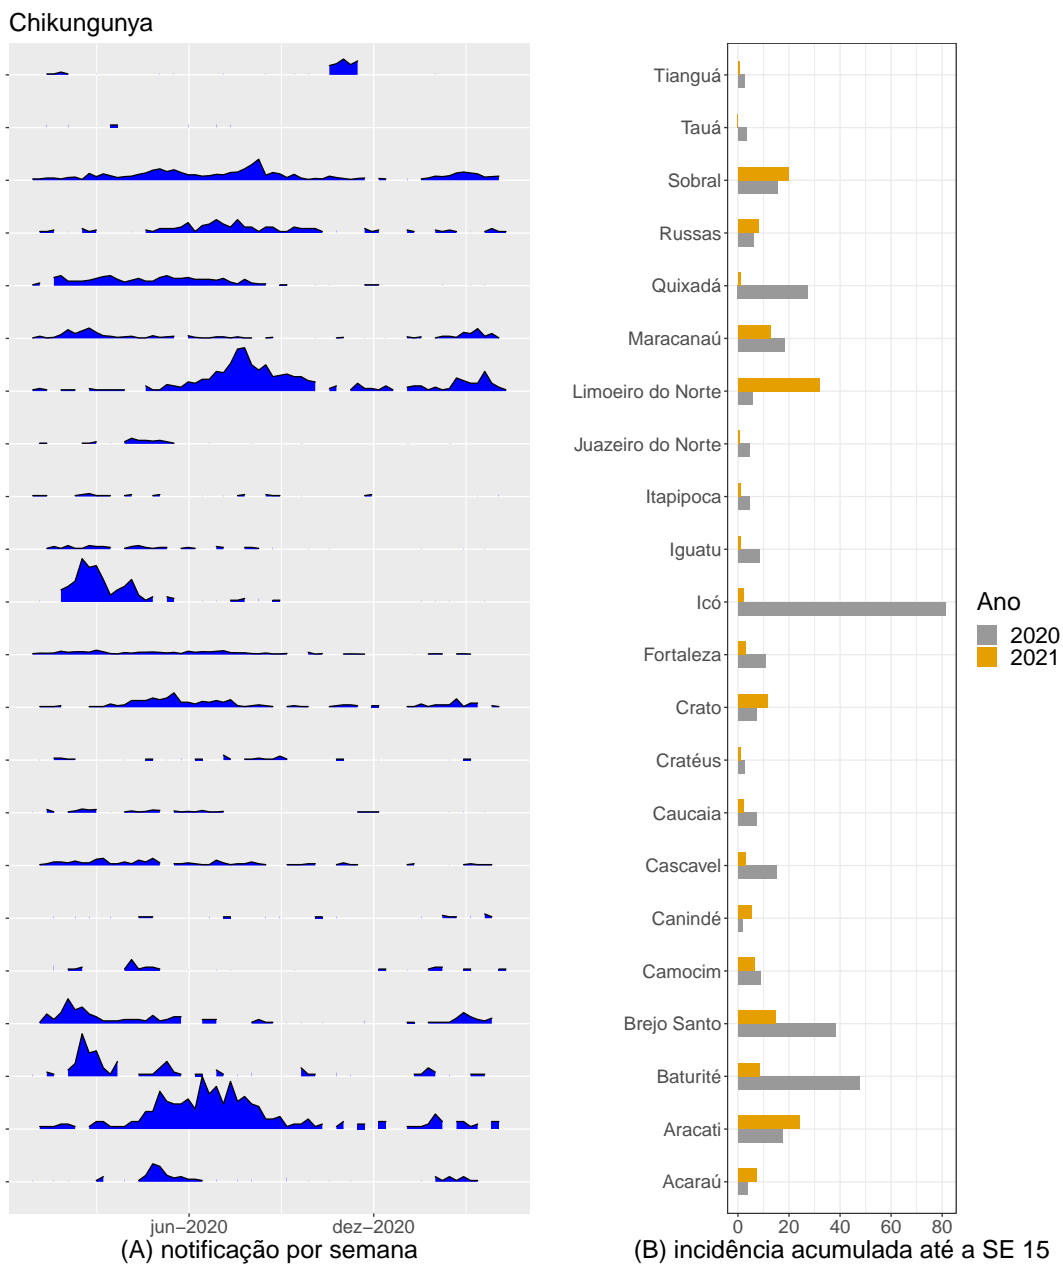 Chikungunya
Tianguá
Tauá
Sobral
Russas
Quixadá
Maracanaú
Limoeiro do Norte
Juazeiro do Norte
Itapipoca
Iguatu
Icó
Fortaleza
Crato
Cratéus
Caucaia
Cascavel
Canindé
Camocim
Brejo Santo
Baturité
Aracati
Acaraú
Ano
2020
2021
jun−2020 dez−2020
0 20 40 60 80
(A) notificação por semana
(B) incidência acumulada até a SE 15